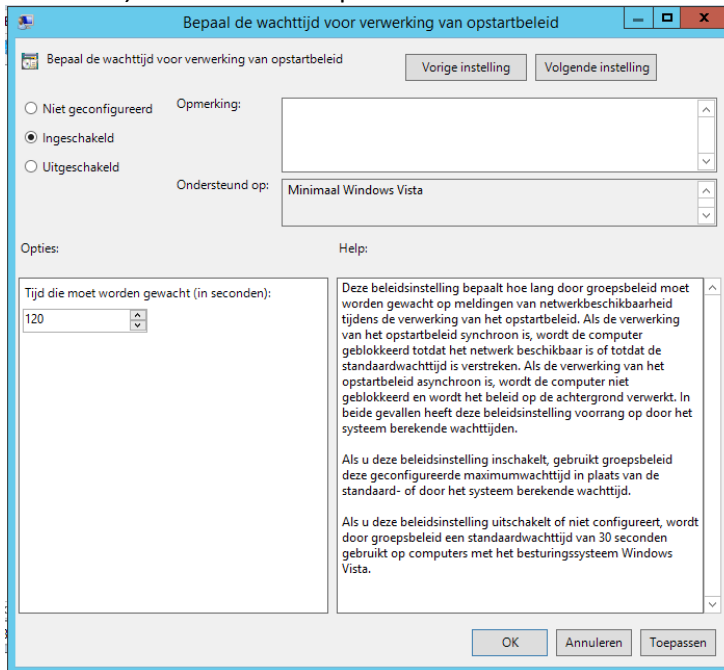 Bepaal de wachttijd voor verwerking van opstartbeleid
Bepaal de wachttijd voor verwerking van opstartbeleid
Vorige instelling
Volgende instelling
Niet geconfigureerd
Ingeschakeld
Uitgeschakeld
Opmerking:
Ondersteund op:
Minimaal Windows Vista
Opties:
Help:
Tijd die moet worden gewacht (in seconden):
120
Deze beleidsinstelling bepaalt hoe lang door groepsbeleid moet
worden gewacht op meldingen van netwerkbeschikbaarheid
tijdens de verwerking van het opstartbeleid. Als de verwerking
van het opstartbeleid synchroon is, wordt de computer
geblokkeerd totdat het netwerk beschikbaar is of totdat de
standaardwachttijd is verstreken. Als de verwerking van het
opstartbeleid asynchroon is, wordt de computer niet
geblokkeerd en wordt het beleid op de achtergrond verwerkt. In
beide gevallen heeft deze beleidsinstelling voorrang op door het
systeem berekende wachttijden.
Als u deze beleidsinstelling inschakelt, gebruikt groepsbeleid
deze geconfigureerde maximumwachttijd in plaats van de
standaard- of door het systeem berekende wachttijd.
Als u deze beleidsinstelling uitschakelt of niet configureert, wordt
door groepsbeleid een standaardwachttijd van 30 seconden
gebruikt op computers met het besturingssysteem Windows
Vista.
OK
Annuleren
Toepassen